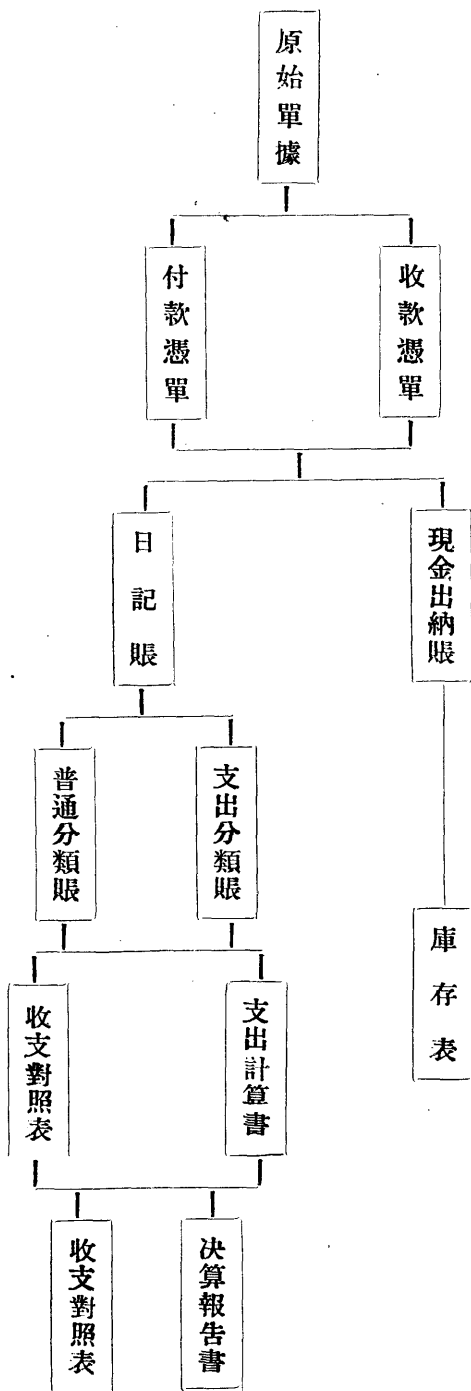 原始單據
收款憑單
付款憑單
現金出納賬
日記賬
支出分類賬
普通分類賬
庫存表
支出計算書
收支對照表
決算報告書
收支對照表